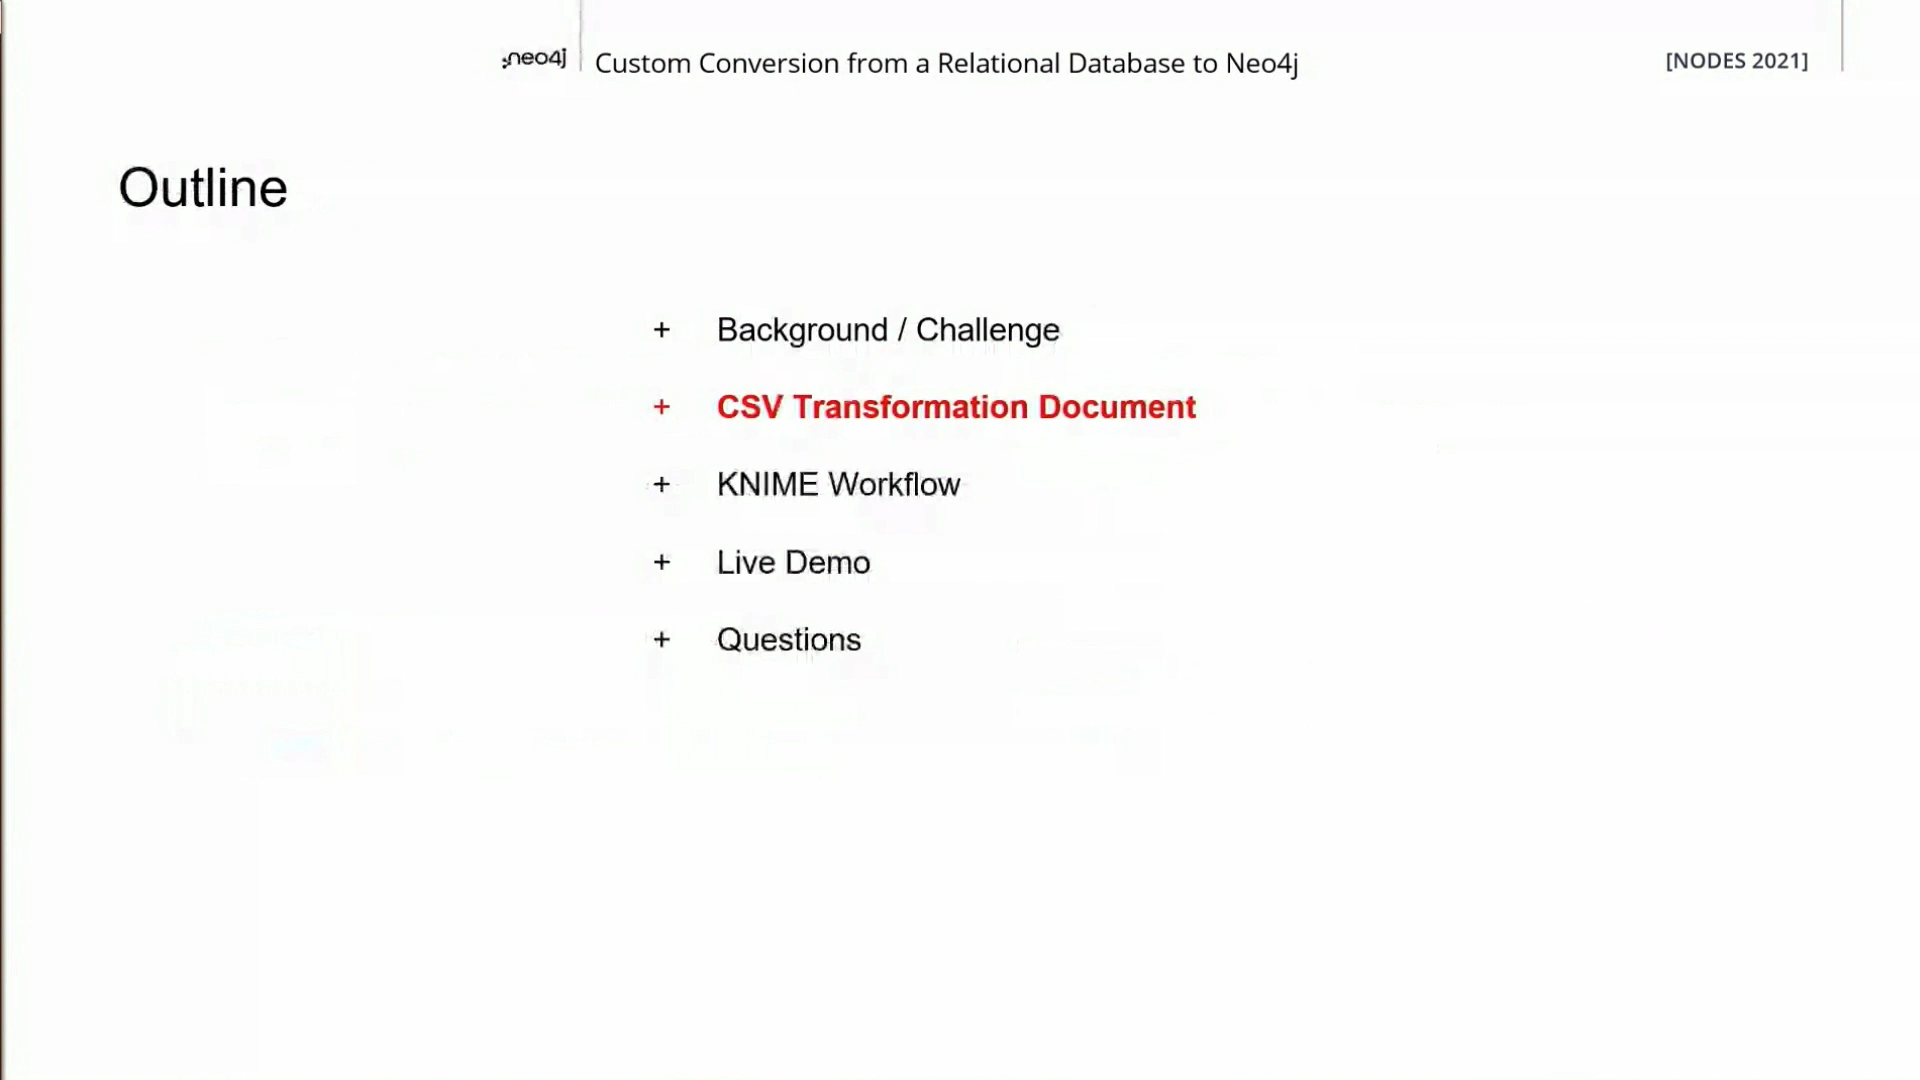 :neo4j
Custom Conversion from a Relational Database to Neo4j
[NODES 2021]
Outline
+ Background / Challenge
+ CSV Transformation Document
+ KNIME Workflow
+ Live Demo
+ Questions